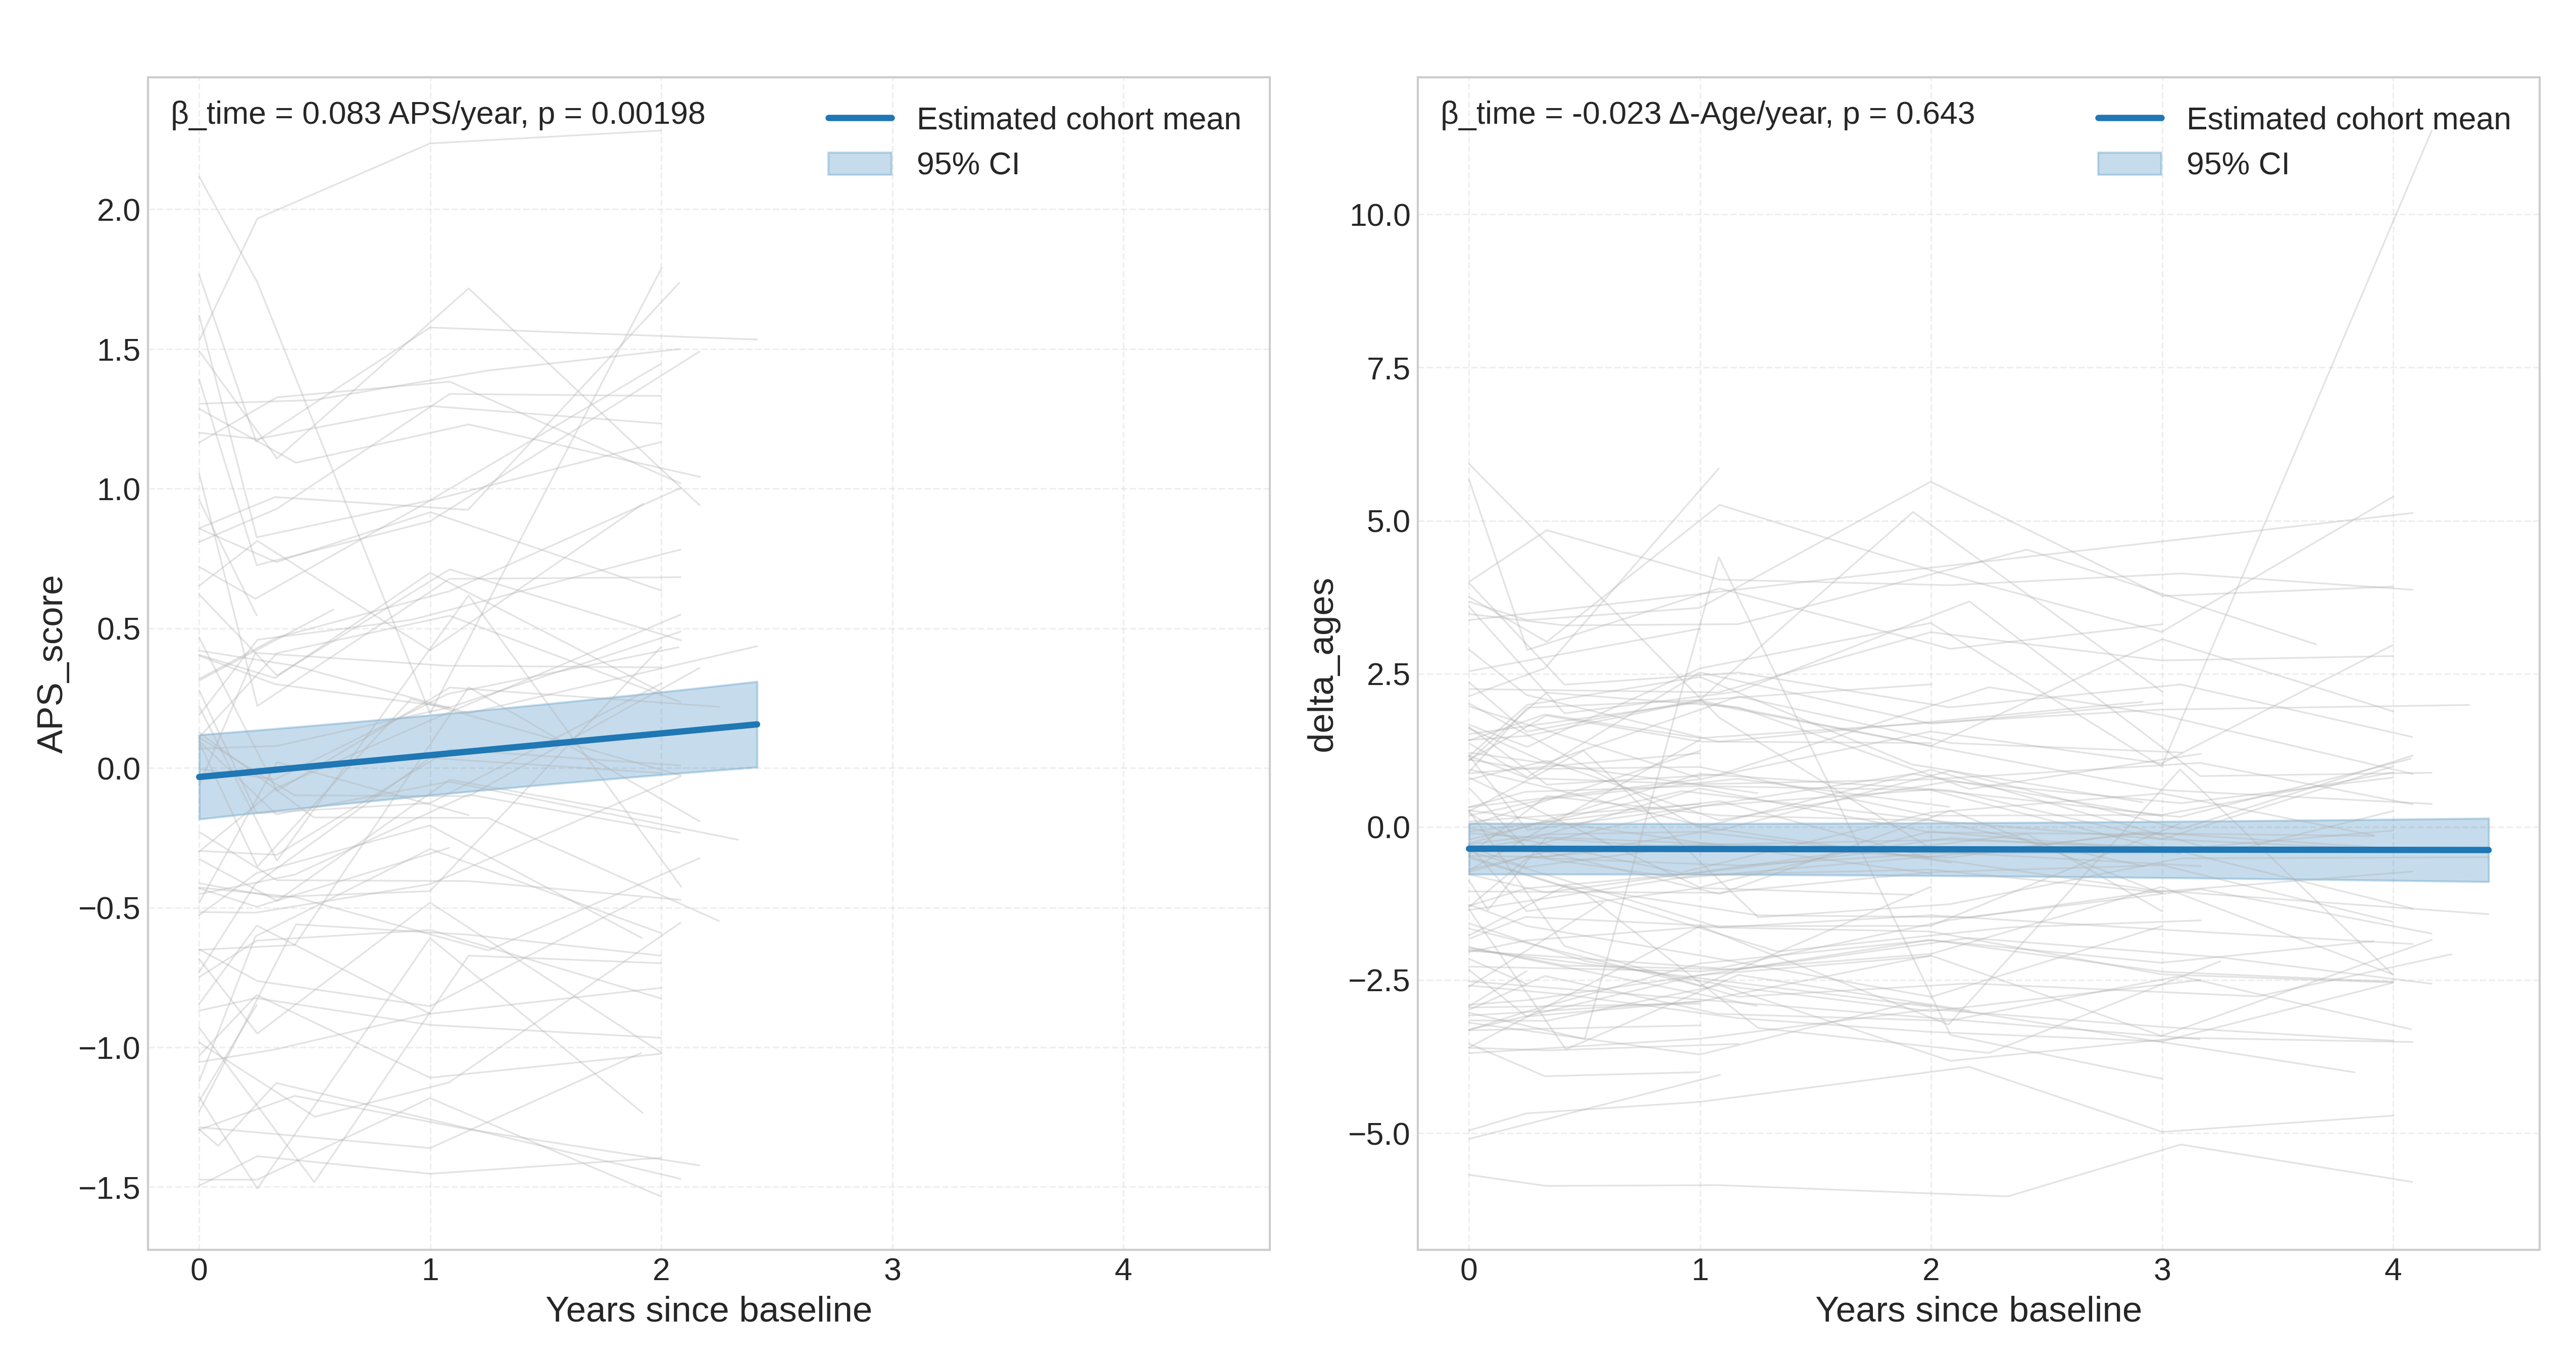 β_time = 0.083 APS/year, p = 0.00198
Estimated cohort mean
95% CI
2.0
1.5
1.0
0.5
0.0
−0.5
−1.0
−1.5
APS_score
0 1 2 3 4
Years since baseline
β_time = -0.023 Δ-Age/year, p = 0.643
Estimated cohort mean
95% CI
10.0
7.5
5.0
2.5
0.0
−2.5
−5.0
delta_ages
0 1 2 3 4
Years since baseline